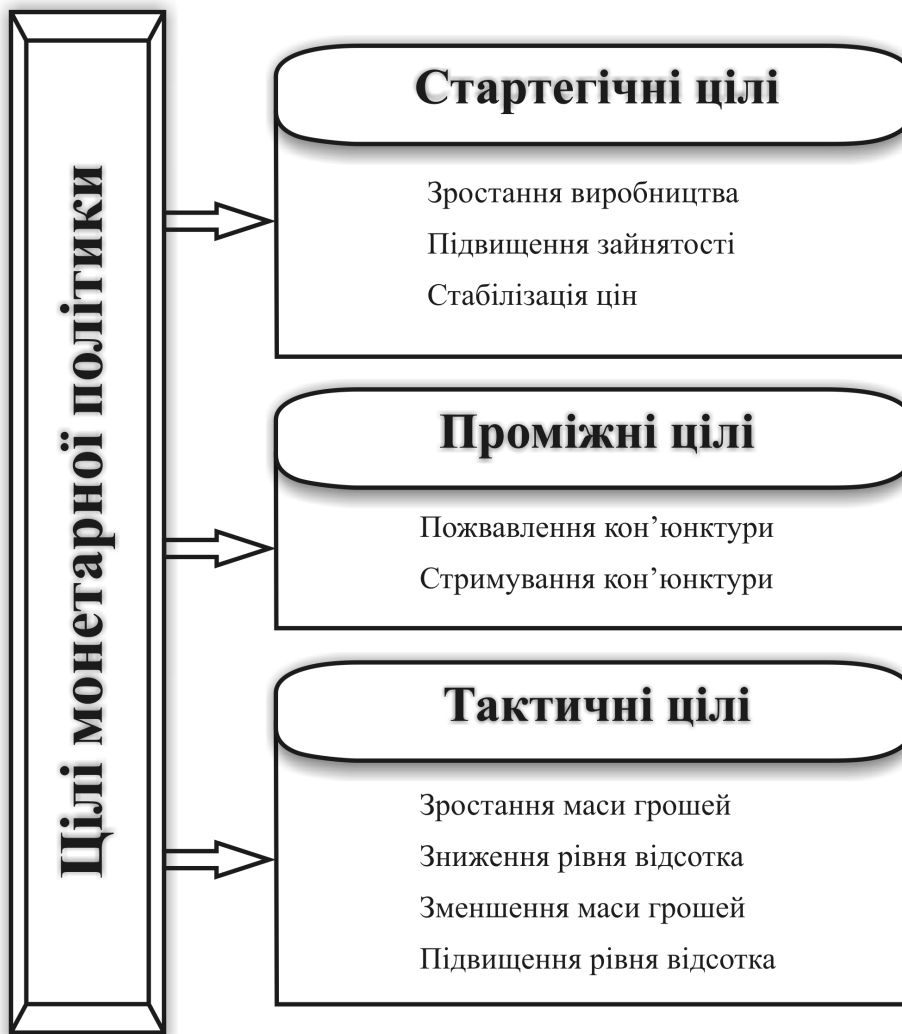 Цілі монетарної політики
Стартегічні цілі
Зростання виробництва
Підвищення зайнятості
Стабілізація цін
Проміжні цілі
Пожвавлення кон’юнктури
Стримування кон’юнктури
Тактичні цілі
Зростання маси грошей
Зниження рівня відсотка
Зменшення маси грошей
Підвищення рівня відсотка